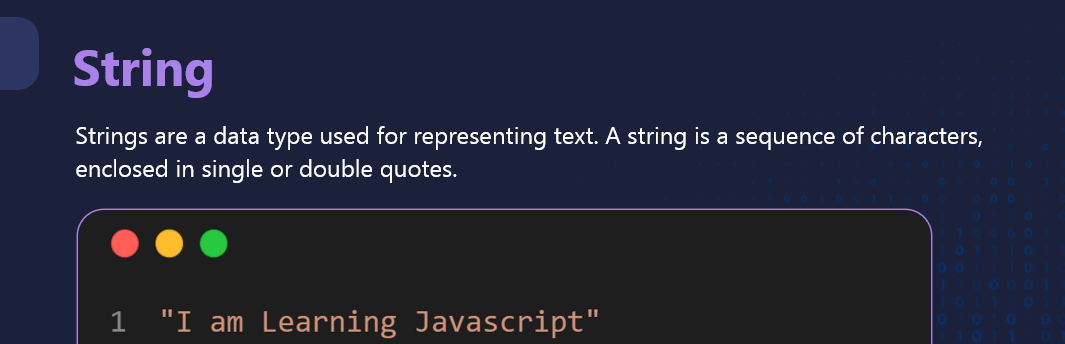 String
Strings are a data type used for representing text. A string is a sequence of characters,
enclosed in single or double quotes.
1 "I am Learning Javascript"